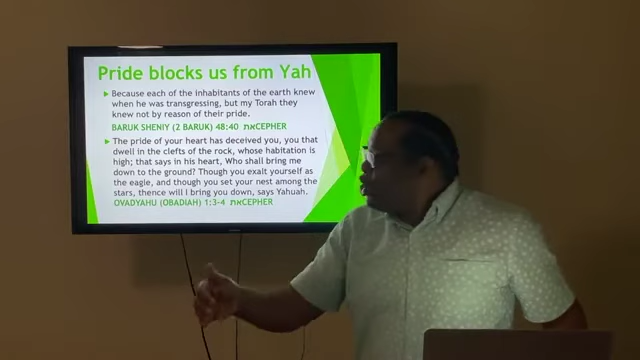 Pride blocks us from Yah
Because each of the inhabitants of the earth knew
when he was transgressing, but my Torah they
knew not by reason of their pride.
BARUK SHENIY (2 BARUK) 48:40 את CEPHER
The pride of your heart has deceived you, you that
dwell in the clefts of the rock, whose habitation is
high; that says in his heart, Who shall bring me
down to the ground? Though you exalt yourself as
the eagle, and though you set your nest among the
stars, thence will I bring you down, says Yahuah.
OVADYAHU (OBADIAH) 1:3-4 את CEPHER